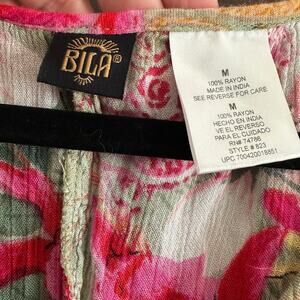 BILA®
M
100% RAYON
MADE IN INDIA
SEE REVERSE FOR CARE
M
100% RAYON
HECHO EN INDIA
VE EL REVERSO
PARA EL CUIDADO
RN# 74786
STYLE # 823
UPC 700420018851